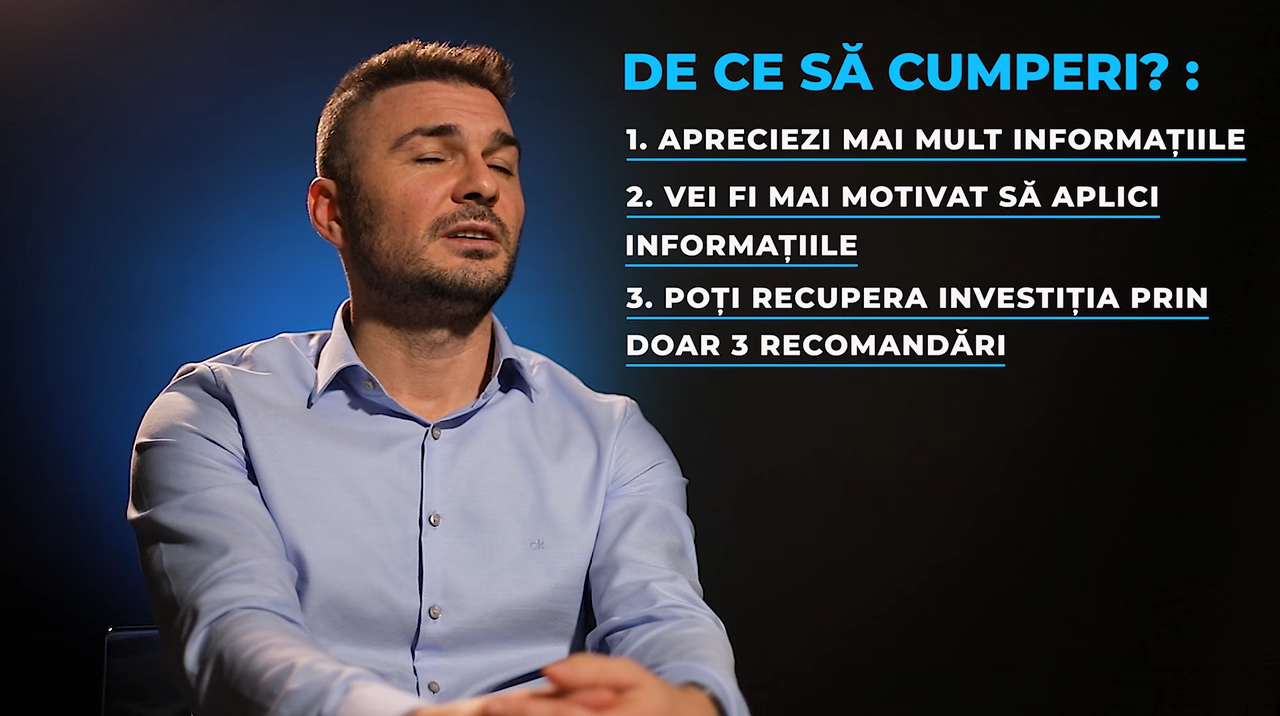 DE CE SĂ CUMPERI? :
1. APRECIEZI MAI MULT INFORMAȚIILE
2. VEI FI MAI MOTIVAT SĂ APLICI
INFORMAȚIILE
3. POȚI RECUPERA INVESTIȚIA PRIN
DOAR 3 RECOMANDĂRI
ck